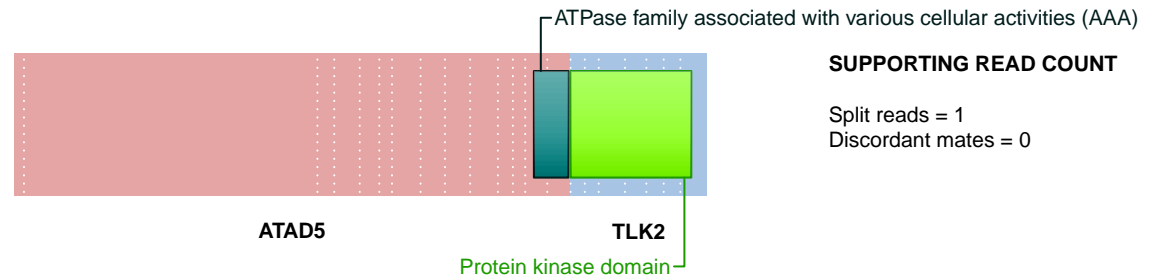 ATPase family associated with various cellular activities (AAA)
SUPPORTING READ COUNT
Split reads = 1
Discordant mates = 0
ATAD5
TLK2
Protein kinase domain